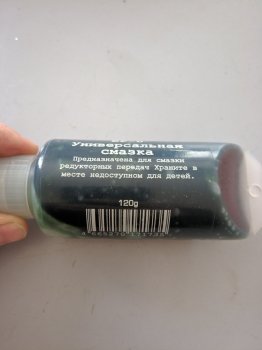 Универсальная
смазка
Предназначена для смазки
редукторных передач Храните в
месте недоступном для детей.
120g